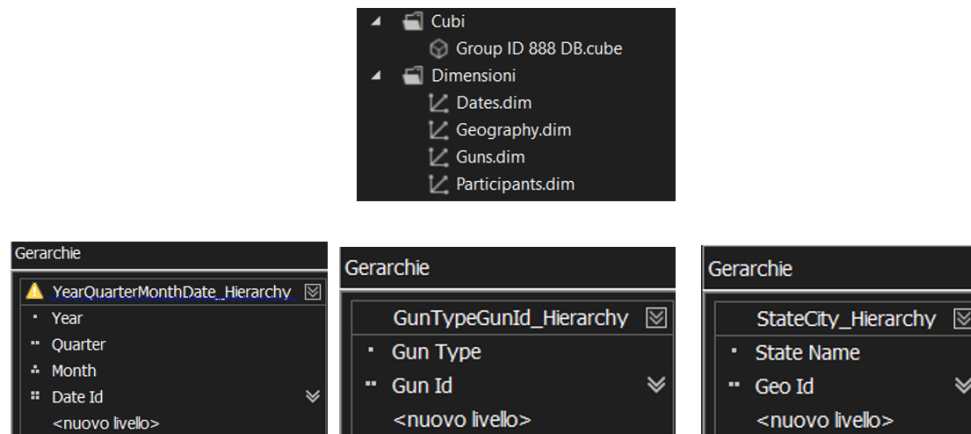 Cubi
Group ID 888 DB.cube
Dimensioni
Dates.dim
Geography.dim
Guns.dim
Participants.dim
Gerarchie
YearQuarterMonthDate_Hierarchy
Year
Quarter
Month
Date Id
<nuovo livello>
Gerarchie
GunTypeGunId_Hierarchy
Gun Type
Gun Id
<nuovo livello>
Gerarchie
StateCity_Hierarchy
State Name
Geo Id
<nuovo livello>